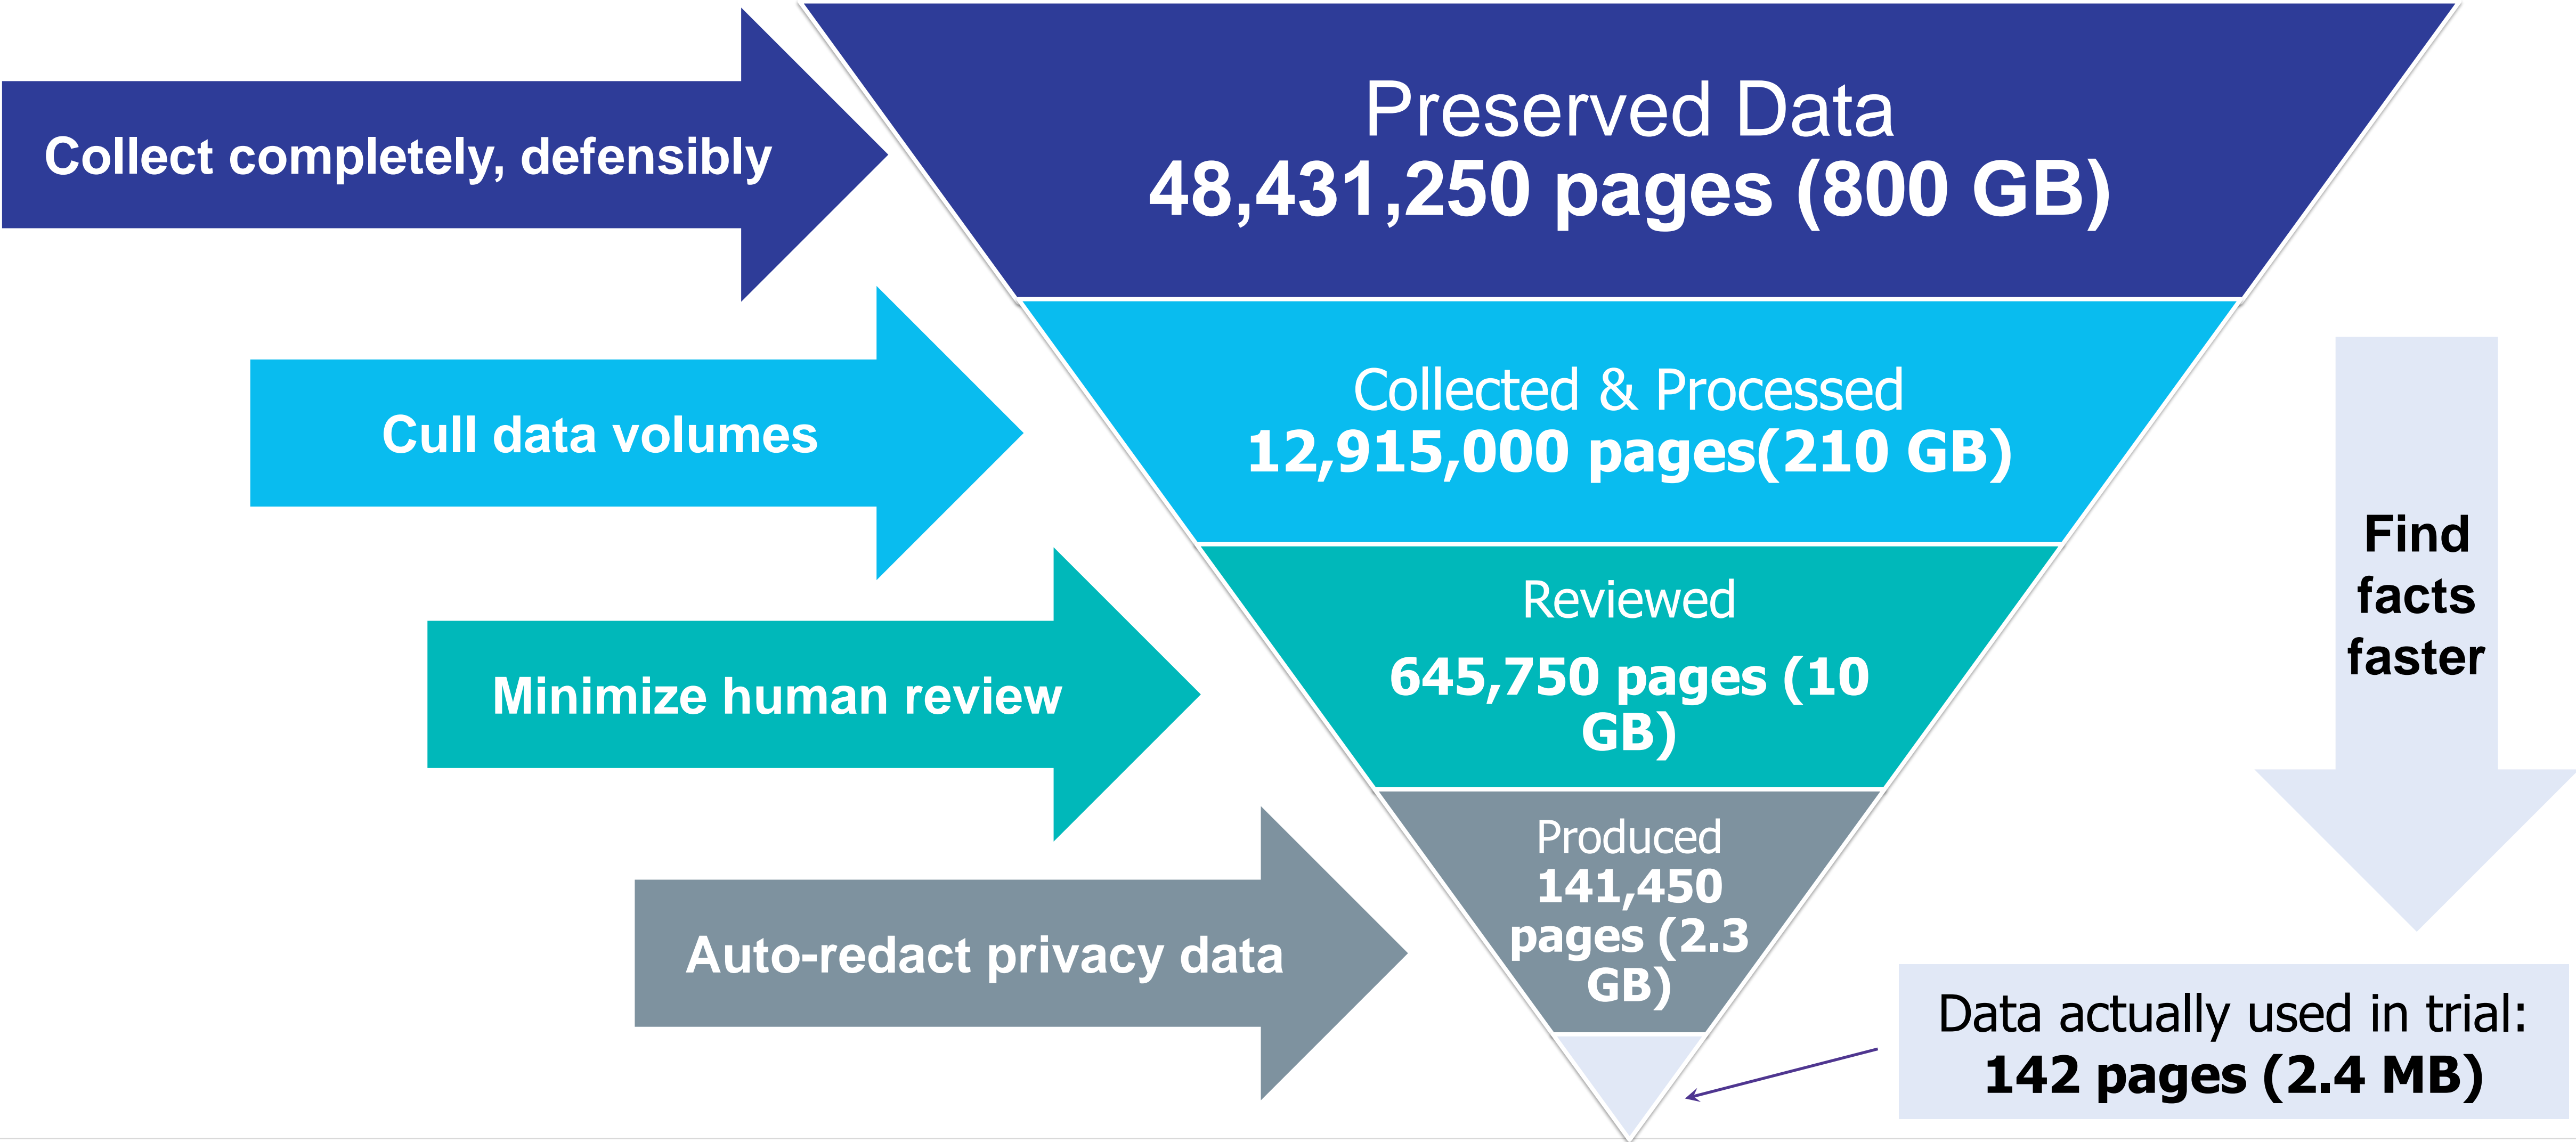 Collect completely, defensibly
Preserved Data
48,431,250 pages (800 GB)
Cull data volumes
Collected & Processed
12,915,000 pages(210 GB)
Minimize human review
Reviewed
645,750 pages (10
GB)
Auto-redact privacy data
Produced
141,450
pages (2.3
GB)
Find
facts
faster
Data actually used in trial:
142 pages (2.4 MB)